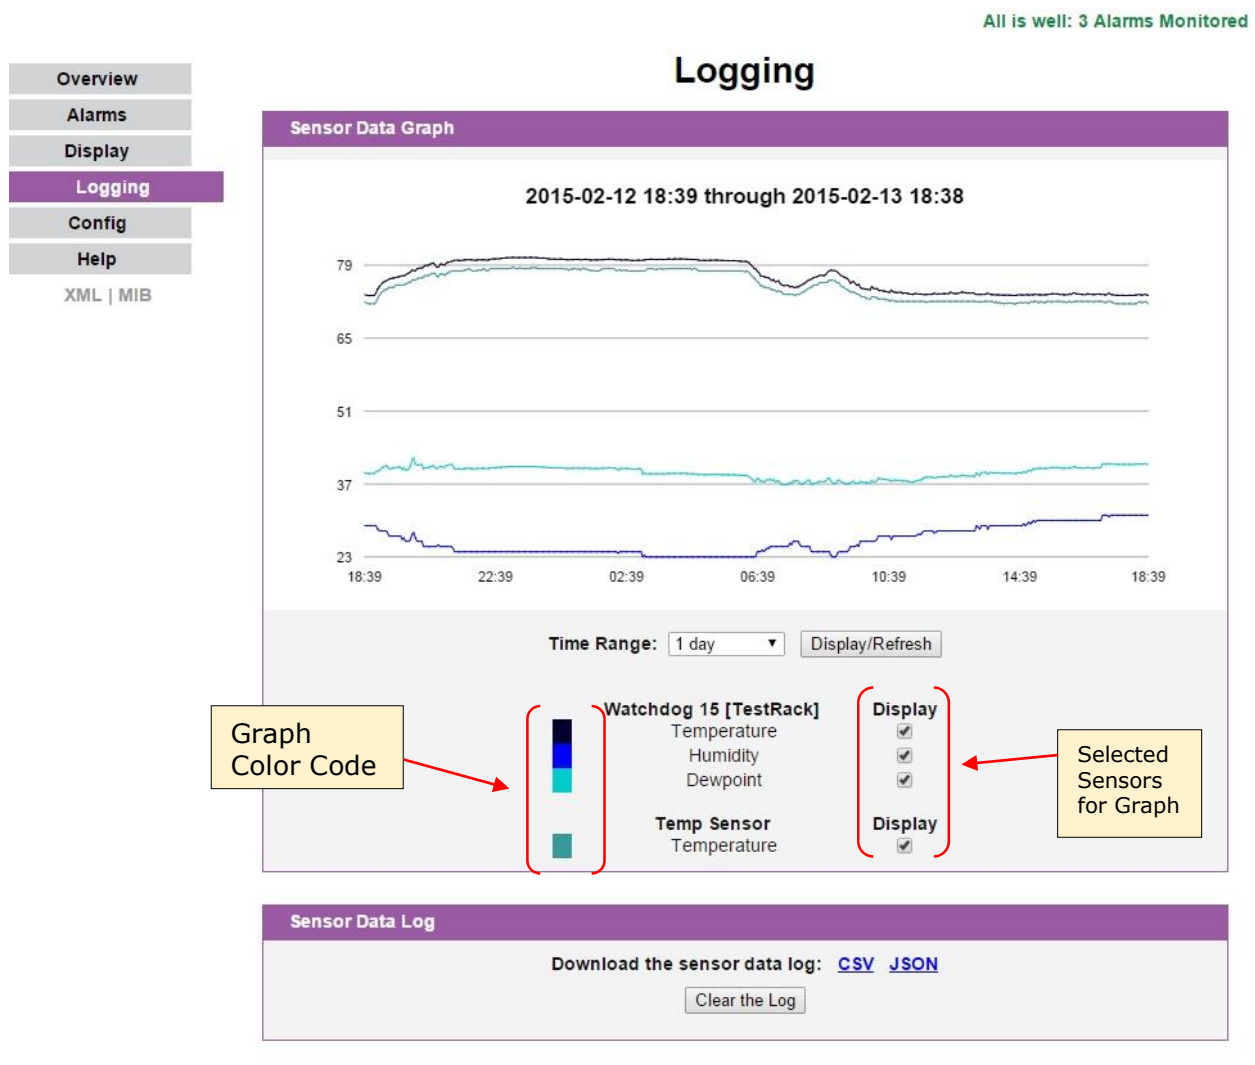 All is well: 3 Alarms Monitored
Logging
Overview
Alarms
Display
Logging
Config
Help
XML | MIB
Sensor Data Graph
2015-02-12 18:39 through 2015-02-13 18:38
79
65
51
37
23
18:39 22:39 02:39 06:39 10:39 14:39 18:39
Time Range: 1 day Display/Refresh
Graph
Color Code
Watchdog 15 [TestRack] Display
Temperature
Humidity
Dewpoint
Temp Sensor Display
Temperature
Selected
Sensors
for Graph
Sensor Data Log
Download the sensor data log: CSV JSON
Clear the Log